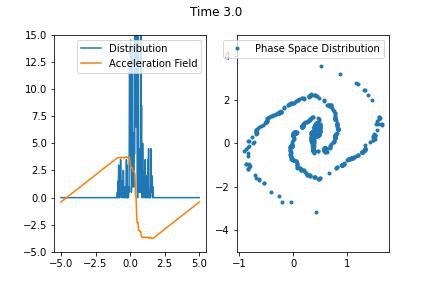 Time 3.0
Distribution
Acceleration Field
15.0
12.5
10.0
7.5
5.0
2.5
0.0
−2.5
−5.0
−5.0 −2.5 0.0 2.5 5.0
Phase Space Distribution
4
2
0
−2
−4
−1 0 1